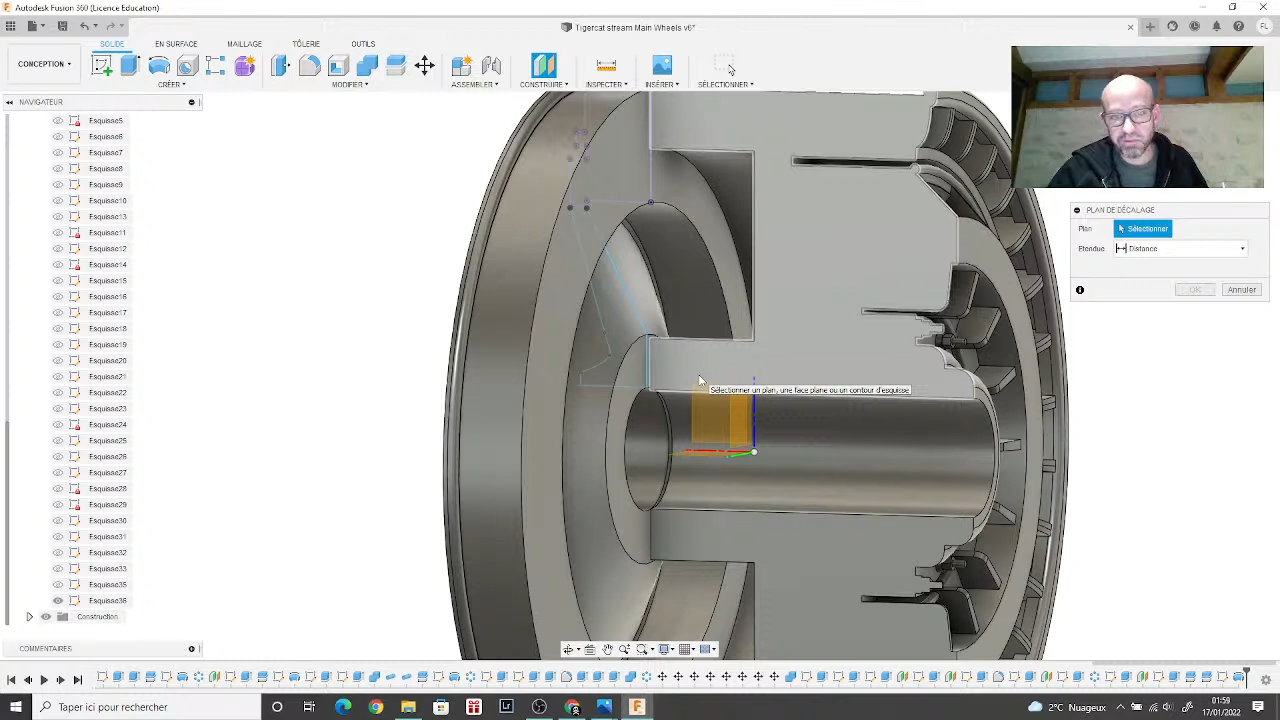 Autodesk Fusion 360 (Licence Education)
Tigercat stream Main Wheels v6*
FL
SOLIDE
EN SURFACE
MAILLAGE
TÔLERIE
OUTILS
CONCEPTION
CRÉER
MODIFIER
ASSEMBLER
CONSTRUIRE
INSPECTER
INSÉRER
SÉLECTIONNER
NAVIGATEUR
Esquisse5
Esquisse6
Esquisse7
Esquisse8
Esquisse9
Esquisse10
Esquisse13
Esquisse11
Esquisse12
Esquisse14
Esquisse15
Esquisse16
Esquisse17
Esquisse18
Esquisse19
Esquisse20
Esquisse21
Esquisse22
Esquisse23
Esquisse24
Esquisse25
Esquisse26
Esquisse27
Esquisse28
Esquisse29
Esquisse30
Esquisse31
Esquisse32
Esquisse33
Esquisse35
Esquisse36
Construction
COMMENTAIRES
PLAN DE DÉCALAGE
Plan
Sélectionner
Etendue
Distance
OK
Annuler
Sélectionner un plan, une face plane ou un contour d'esquisse
Taper ici pour rechercher
2°C Nuageux
01:59
17/01/2022